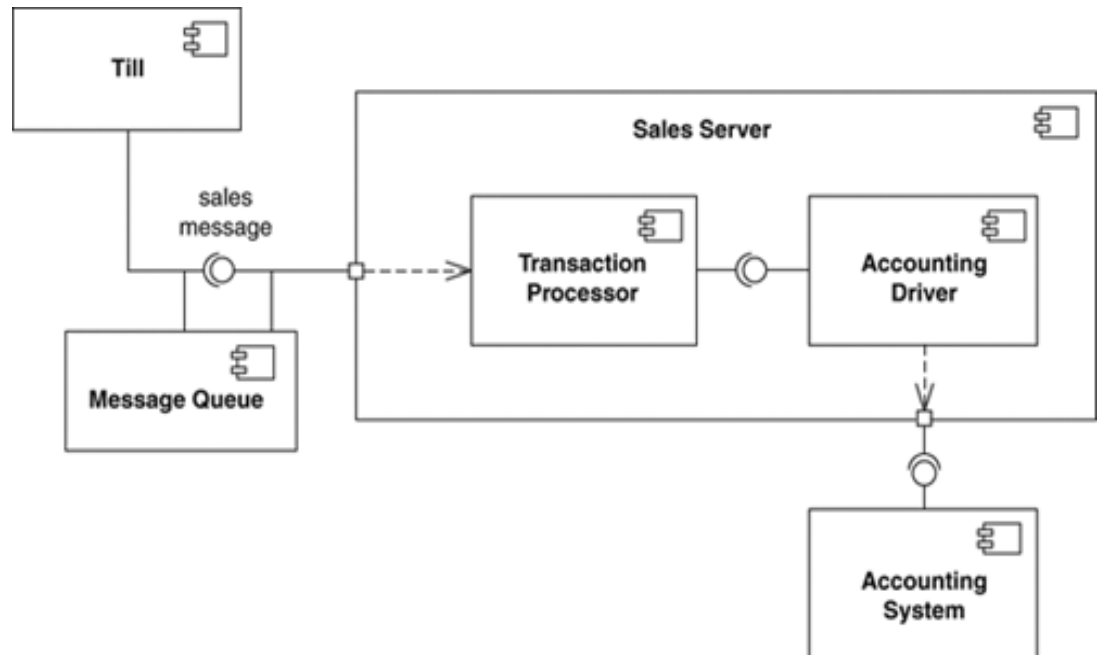 Till
Sales Server
sales
message
Transaction
Processor
Accounting
Driver
Message Queue
Accounting
System